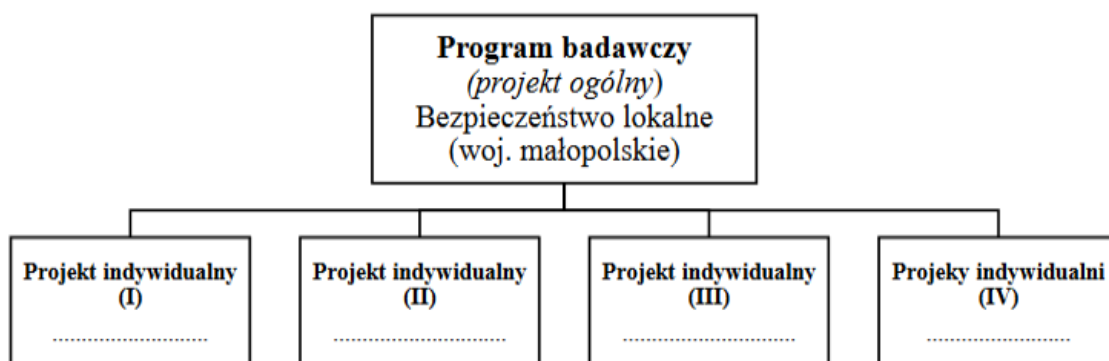 Program badawczy
(projekt ogólny)
Bezpieczeństwo lokalne
(woj. małopolskie)
Projekt indywidualny
(I)
............................
Projekt indywidualny
(II)
............................
Projekt indywidualny
(III)
............................
Projeky indywidualni
(IV)
............................